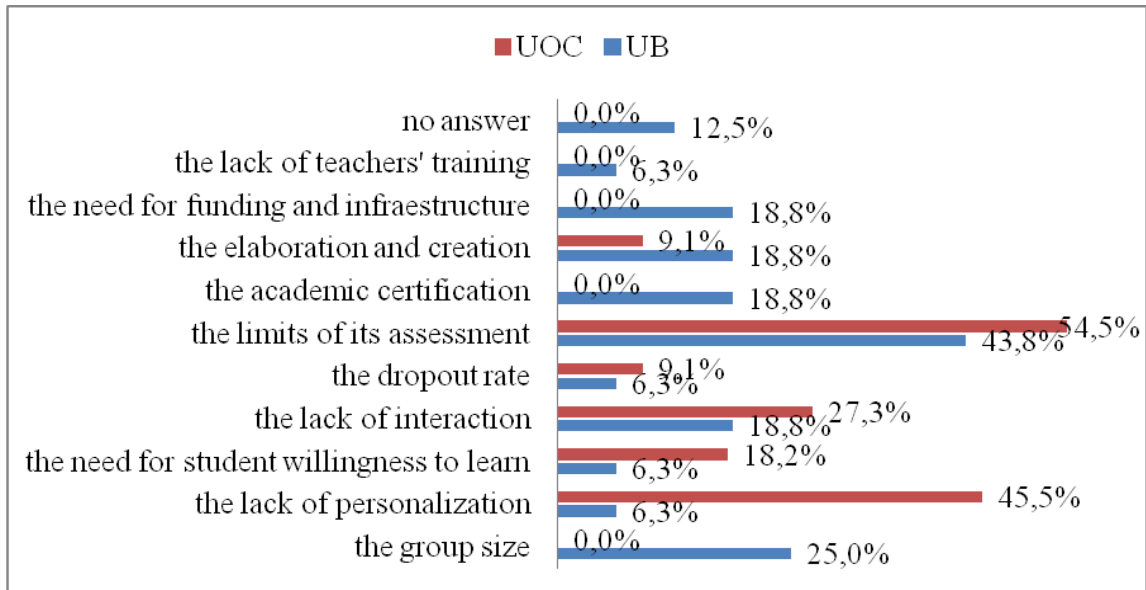 UOC UB
no answer 0,0% 12,5%
the lack of teachers' training 0,0% 6,3%
the need for funding and infraestructure 0,0% 18,8%
the elaboration and creation 9,1% 18,8%
the academic certification 0,0% 18,8%
the limits of its assessment 54,5% 43,8%
the dropout rate 9,1% 6,3%
the lack of interaction 27,3% 18,8%
the need for student willingness to learn 18,2% 6,3%
the lack of personalization 45,5% 6,3%
the group size 0,0% 25,0%